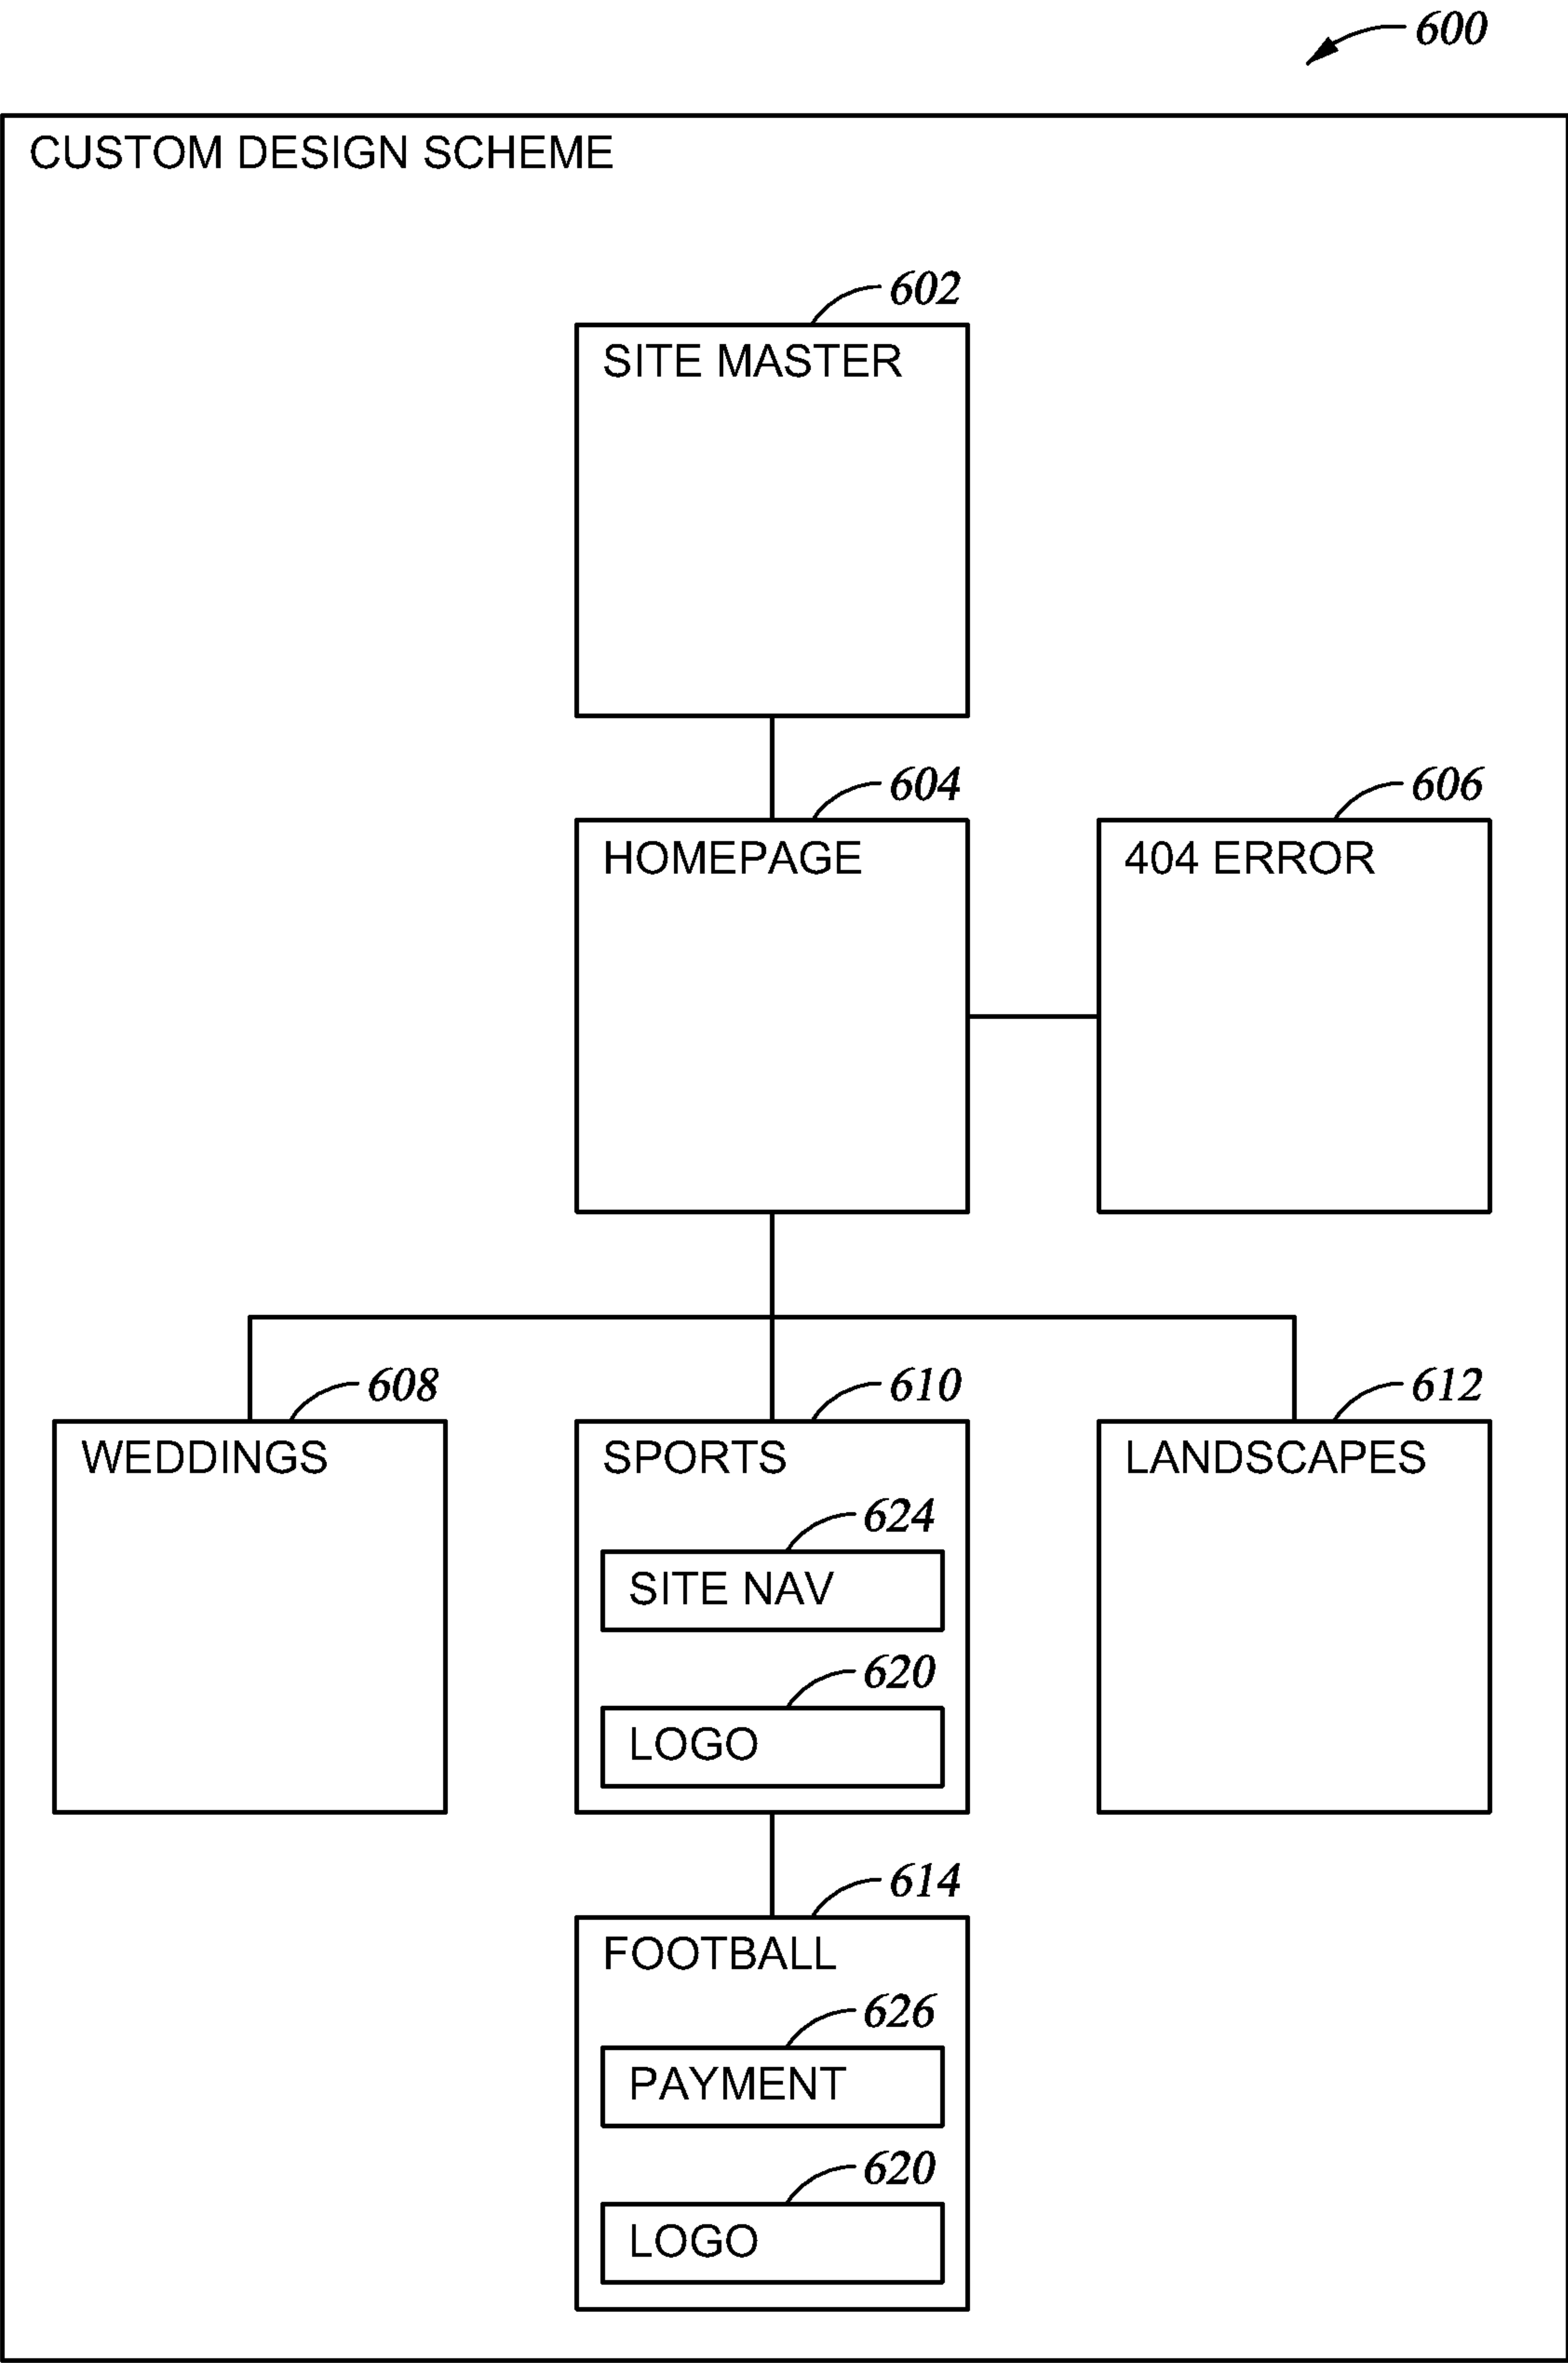 600
CUSTOM DESIGN SCHEME
602
SITE MASTER
604
HOMEPAGE
606
404 ERROR
608
WEDDINGS
610
SPORTS
624
SITE NAV
620
LOGO
612
LANDSCAPES
614
FOOTBALL
626
PAYMENT
620
LOGO